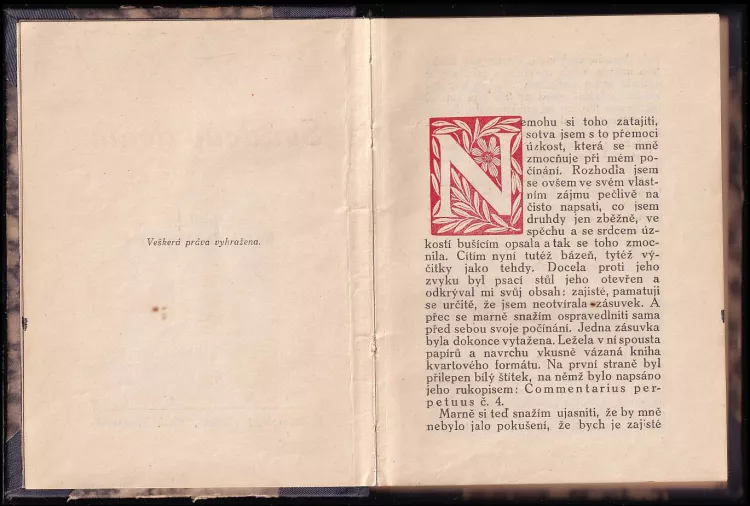 Veškerá práva vyhražena.
Nemohu si toho zatajiti,
sotva jsem s to přemoci
úzkost, která se mně
zmocňuje při mém po-
čínání. Rozhodla jsem
se ovšem ve svém vlast-
ním zájmu pečlivě na
čisto napsati, co jsem
druhdy jen zběžně, ve
spěchu a se srdcem úz-
kostí bušícím opsala a tak se toho zmoc-
nila. Cítím nyní tutéž bázeň, tytéž vý-
čitky jako tehdy. Docela proti jeho
zvyku byl psací stůl jeho otevřen a
odkrýval mi svůj obsah: zajisté, pamatuji
se určitě, že jsem neotvírala zásuvek. A
přec se marně snažím ospravedlniti sama
před sebou svoje počínání. Jedna zásuvka
byla dokonce vytažena. Ležela v ní spousta
papírů a navrchu vkusně vázaná kniha
kvartového formátu. Na první straně byl
přilepen bílý štítek, na němž bylo napsáno
jeho rukopisem: Commentarius per-
petuus č. 4.
Marně si teď snažím ujasniti, že by mně
nebylo jalo pokušení, že bych je zajisté